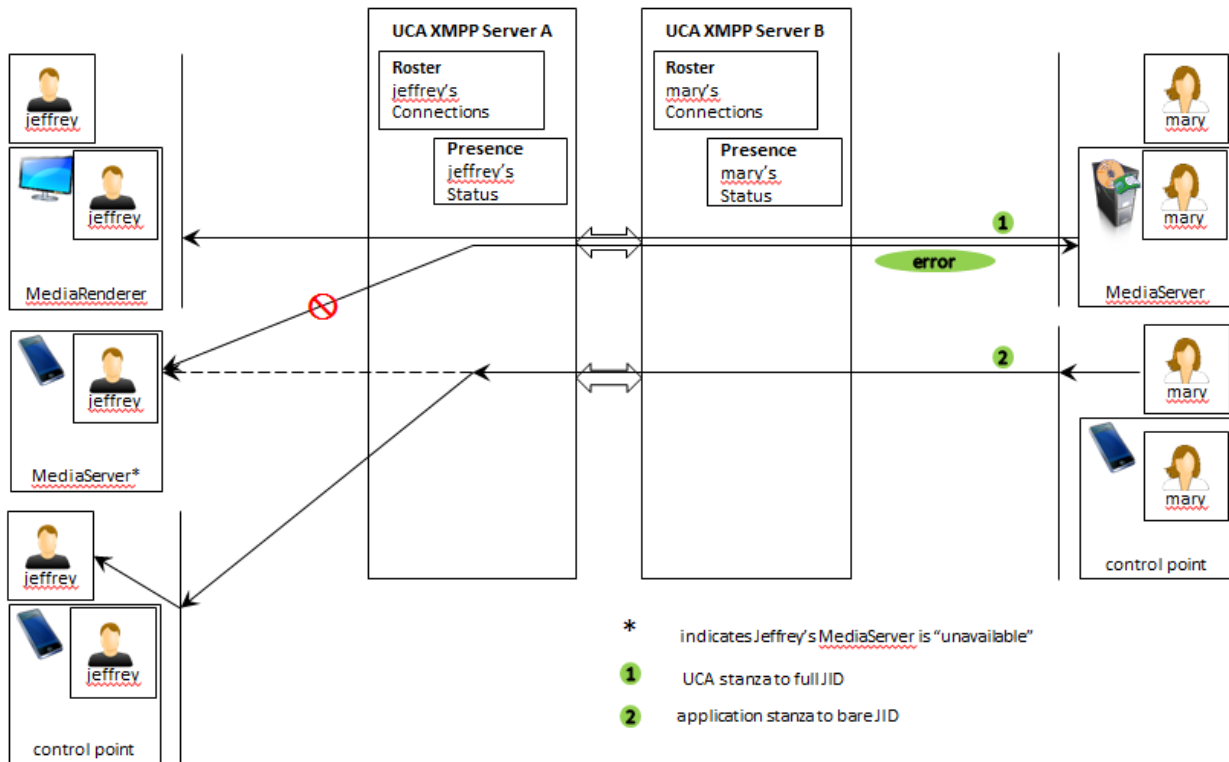 UCA XMPP Server A
UCA XMPP Server B
Roster
jeffrey's
Connections
Roster
mary's
Connections
Presence
jeffrey's
Status
Presence
mary's
Status
jeffrey
jeffrey
MediaRenderer
jeffrey
MediaServer*
jeffrey
jeffrey
control point
1
error
2
mary
mary
MediaServer
mary
mary
control point
* indicates Jeffrey's MediaServer is “unavailable”
1 UCA stanza to full JID
2 application stanza to bare JID